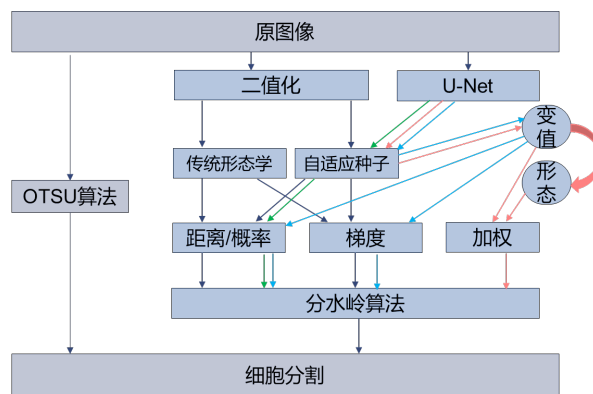 原图像
二值化
U-Net
变
值
传统形态学
自适应种子
形
态
OTSU算法
距离/概率
梯度
加权
分水岭算法
细胞分割